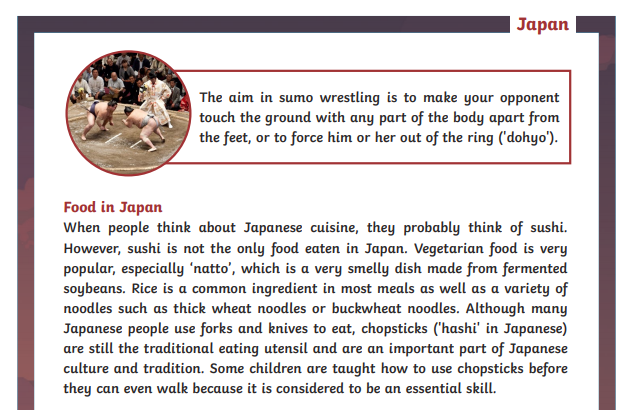 Japan
The aim in sumo wrestling is to make your opponent
touch the ground with any part of the body apart from
the feet, or to force him or her out of the ring ('dohyo').
Food in Japan
When people think about Japanese cuisine, they probably think of sushi.
However, sushi is not the only food eaten in Japan. Vegetarian food is very
popular, especially ‘natto’, which is a very smelly dish made from fermented
soybeans. Rice is a common ingredient in most meals as well as a variety of
noodles such as thick wheat noodles or buckwheat noodles. Although many
Japanese people use forks and knives to eat, chopsticks ('hashi' in Japanese)
are still the traditional eating utensil and are an important part of Japanese
culture and tradition. Some children are taught how to use chopsticks before
they can even walk because it is considered to be an essential skill.